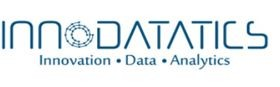 INNODATATICS
Innovation • Data • Analytics